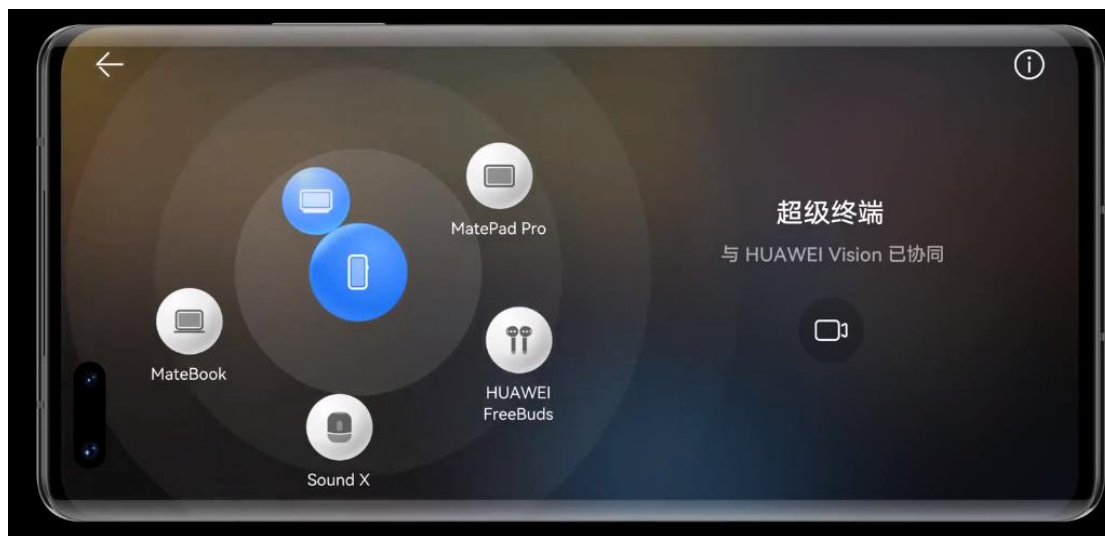 MatePad Pro
超级终端
与 HUAWEI Vision 已协同
MateBook
HUAWEI
FreeBuds
Sound X